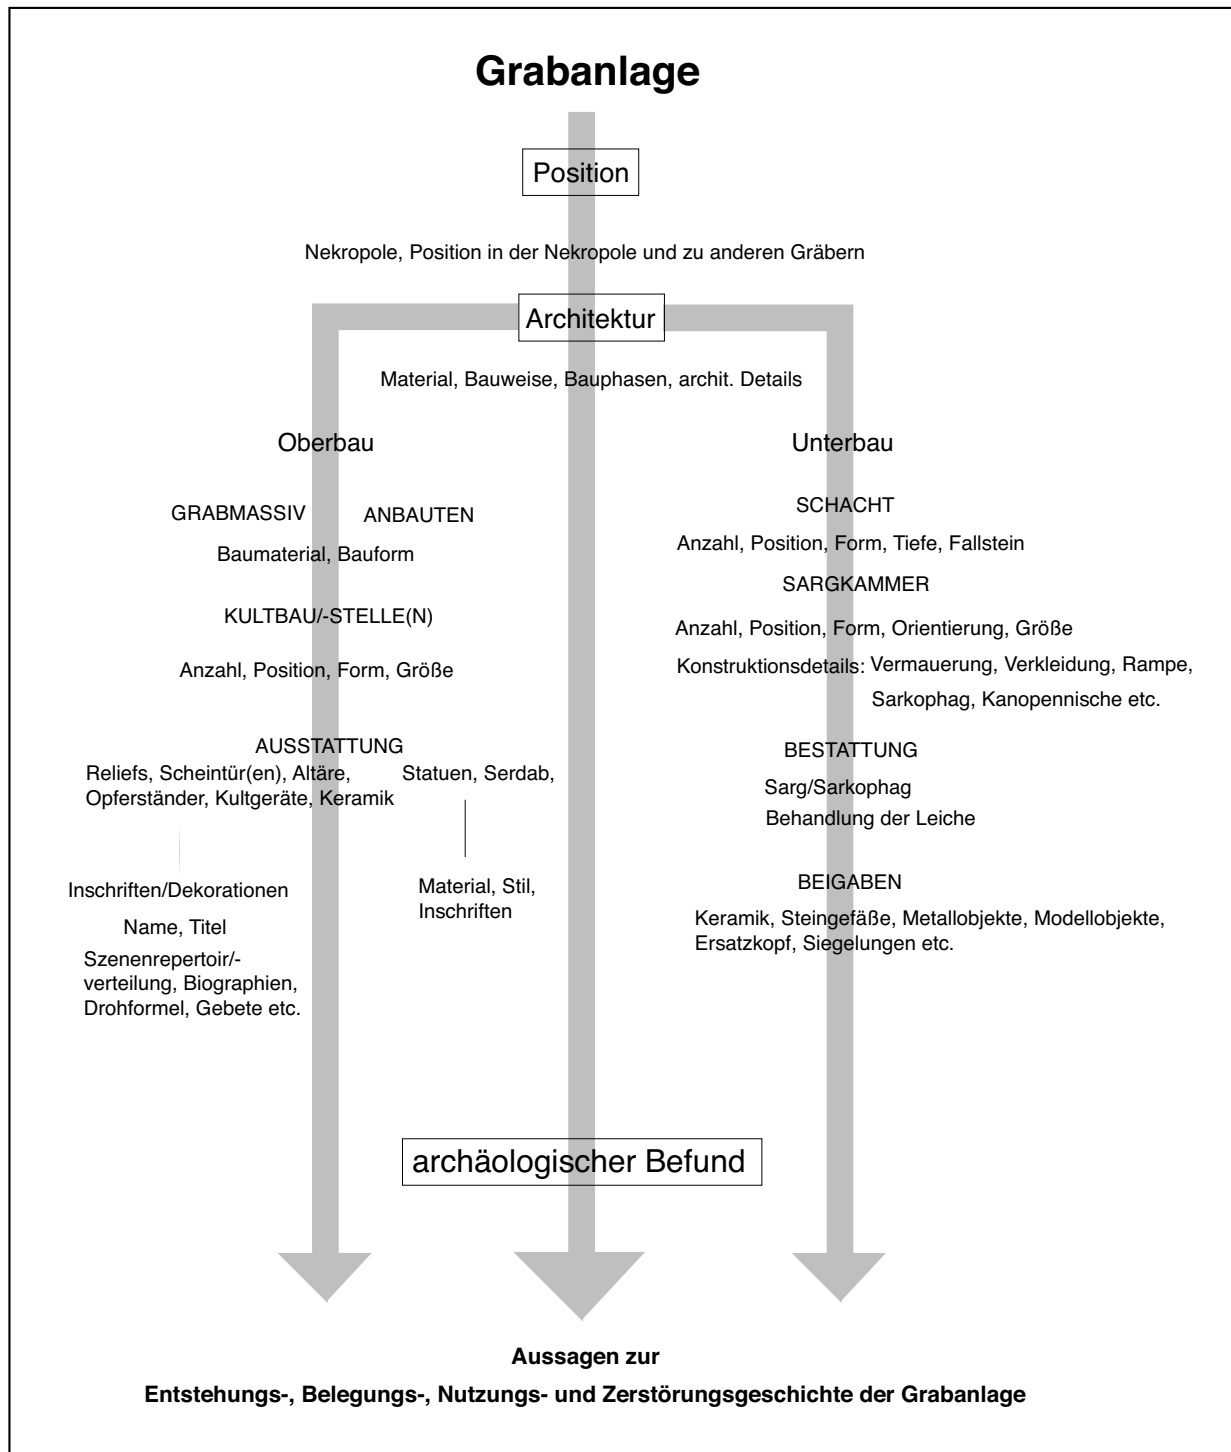 Grabanlage
Position
Nekropole, Position in der Nekropole und zu anderen Gräbern
Architektur
Material, Bauweise, Bauphasen, archit. Details
Oberbau
GRABMASSIV
ANBAUTEN
Baumaterial, Bauform
KULTBAU/-STELLE(N)
Anzahl, Position, Form, Größe
AUSSTATTUNG
Reliefs, Scheintür(en), Altäre,
Opferständer, Kultgeräte, Keramik
Statuen, Serdab,
Inschriften/Dekorationen
Name, Titel
Szenenrepertoir/-
verteilung, Biographien,
Drohformel, Gebete etc.
Material, Stil,
Inschriften
Unterbau
SCHACHT
Anzahl, Position, Form, Tiefe, Fallstein
SARGKAMMER
Anzahl, Position, Form, Orientierung, Größe
Konstruktionsdetails: Vermauerung, Verkleidung, Rampe,
Sarkophag, Kanopennische etc.
BESTATTUNG
Sarg/Sarkophag
Behandlung der Leiche
BEIGABEN
Keramik, Steingefäße, Metallobjekte, Modellobjekte,
Ersatzkopf, Siegelungen etc.
archäologischer Befund
Aussagen zur
Entstehungs-, Belegungs-, Nutzungs- und Zerstörungsgeschichte der Grabanlage